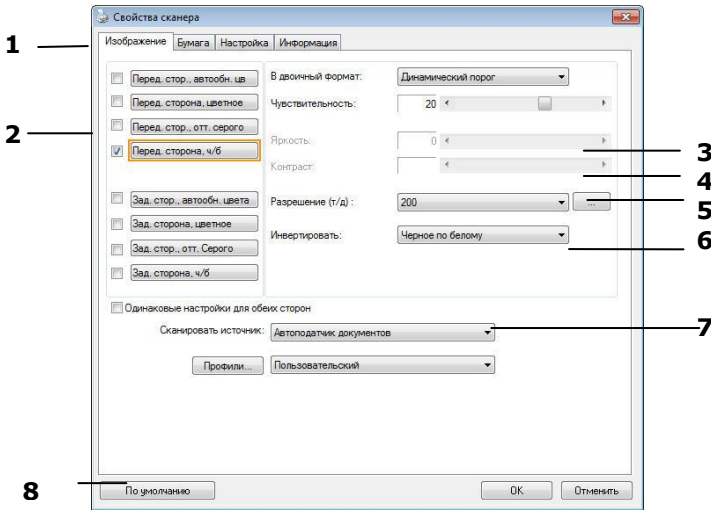 Свойства сканера
1
Изображение Бумага Настройка Информация
Перед. стор., автообн. цв
В двоичный формат: Динамический порог
Перед. сторона, цветное
Чувствительность: 20
2
Перед. стор., отт. серого
Яркость: 0
3
Перед. сторона, ч/б
Контраст:
4
Зад. стор., автообн. цвета
Разрешение (т/д) : 200 ...
5
Зад. сторона, цветное
Инвертировать: Черное по белому
6
Зад. стор., отт. Серого
Зад. сторона, ч/б
Одинаковые настройки для обеих сторон
Сканировать источник: Автоподатчик документов
7
Профили... Пользовательский
8
По умолчанию OK Отменить